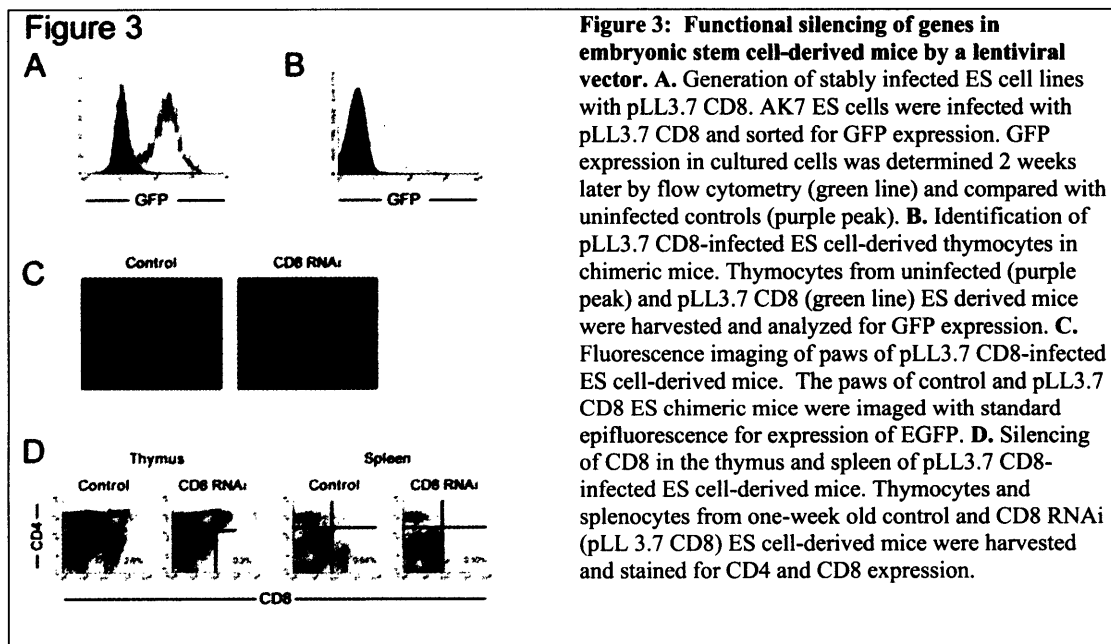 Figure 3
A
B
GFP
GFP
Control
CD8 RNAi
C
D
Thymus
Spleen
Control
CD8 RNAi
Control
CD8 RNAi
CD4
0.3%
0.10%
CD8
Figure 3: Functional silencing of genes in
embryonic stem cell-derived mice by a lentiviral
vector. A. Generation of stably infected ES cell lines
with pLL3.7 CD8. AK7 ES cells were infected with
pLL3.7 CD8 and sorted for GFP expression. GFP
expression in cultured cells was determined 2 weeks
later by flow cytometry (green line) and compared with
uninfected controls (purple peak). B. Identification of
pLL3.7 CD8-infected ES cell-derived thymocytes in
chimeric mice. Thymocytes from uninfected (purple
peak) and pLL3.7 CD8 (green line) ES derived mice
were harvested and analyzed for GFP expression. C.
Fluorescence imaging of paws of pLL3.7 CD8-infected
ES cell-derived mice. The paws of control and pLL3.7
CD8 ES chimeric mice were imaged with standard
epifluorescence for expression of EGFP. D. Silencing
of CD8 in the thymus and spleen of pLL3.7 CD8-
infected ES cell-derived mice. Thymocytes and
splenocytes from one-week old control and CD8 RNAi
(pLL 3.7 CD8) ES cell-derived mice were harvested
and stained for CD4 and CD8 expression.